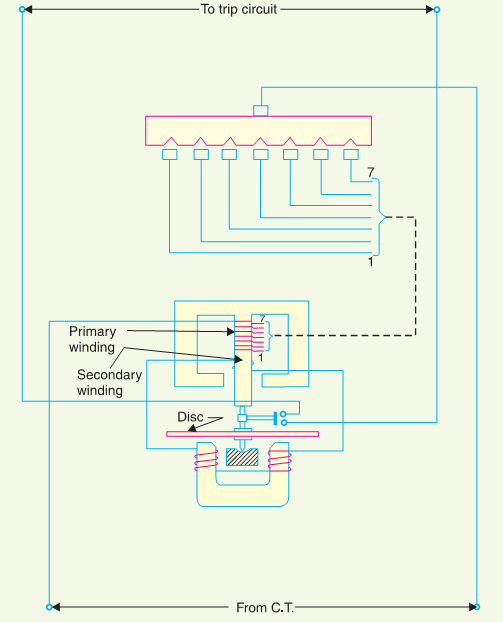 To trip circuit
7
1
7
Primary
winding
1
Secondary
winding
Disc
From C.T.